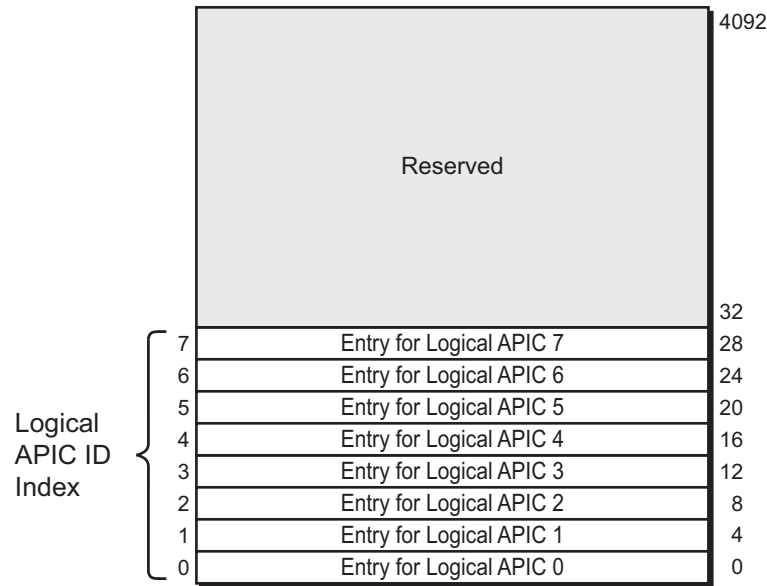 4092
Reserved
32
7 Entry for Logical APIC 7 28
6 Entry for Logical APIC 6 24
5 Entry for Logical APIC 5 20
4 Entry for Logical APIC 4 16
3 Entry for Logical APIC 3 12
2 Entry for Logical APIC 2 8
1 Entry for Logical APIC 1 4
0 Entry for Logical APIC 0 0
Logical
APIC ID
Index